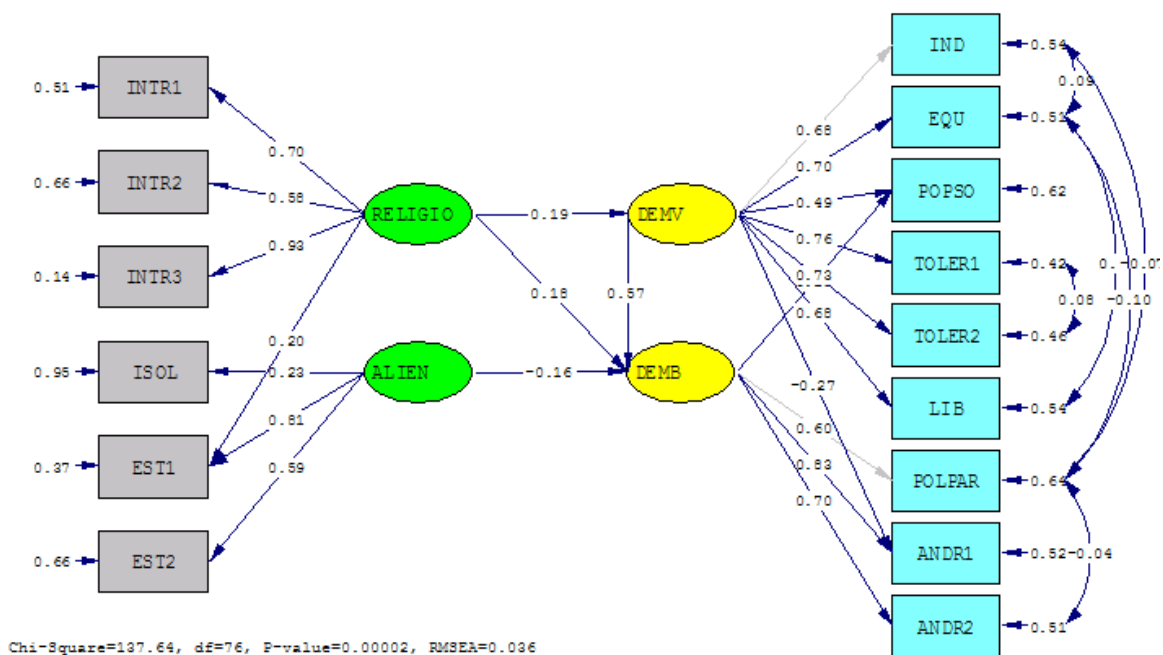 IND
0.54
INTR1
0.51
0.09
EQU
0.51
0.68
0.70
0.70
INTR2
0.66
0.58
POPSO
0.62
0.49
RELIGIO
0.19
DEMV
0.76
0.93
TOLER1
0.42
-0.07
INTR3
0.14
0.73
0.18
0.57
0.08
-0.10
0.68
TOLER2
0.46
0.20
ISOL
0.95
0.23
ALIEN
-0.16
DEMB
-0.27
LIB
0.54
0.81
0.60
EST1
0.37
0.59
0.83
POLPAR
0.64
0.70
EST2
0.66
ANDR1
0.52
-0.04
ANDR2
0.51
Chi-Square=137.64, df=76, P-value=0.00002, RMSEA=0.036